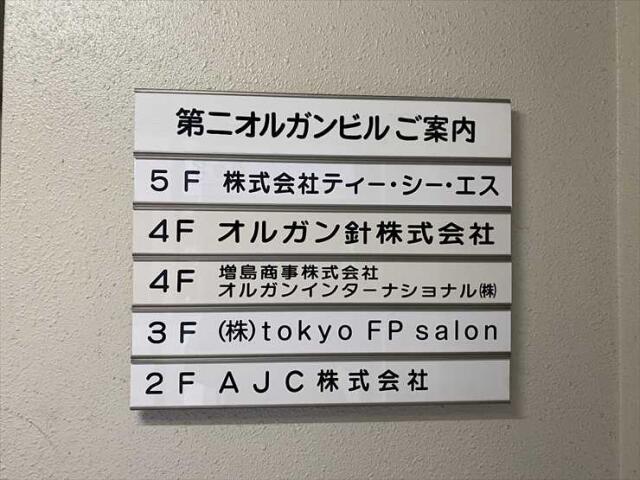 第二オルガンビルご案内
5F 株式会社ティー・シー・エス
4F オルガン針株式会社
4F 増島商事株式会社
オルガンインターナショナル㈱
3F (株)tokyo FP salon
2F AJC株式会社